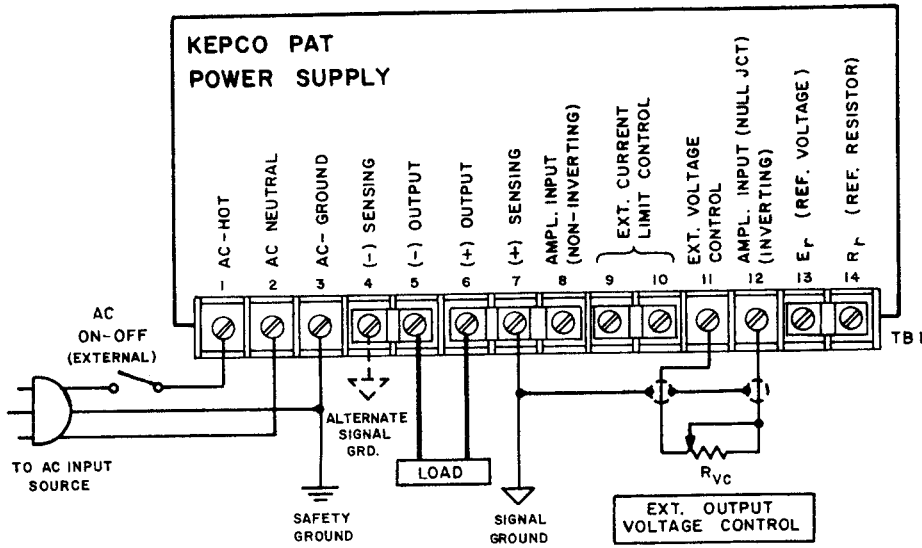 KEPCO PAT
POWER SUPPLY
AC-HOT
AC NEUTRAL
AC-GROUND
(-) SENSING
(-) OUTPUT
(+) OUTPUT
(+) SENSING
AMPL. INPUT
(NON-INVERTING)
EXT. CURRENT
LIMIT CONTROL
EXT. VOLTAGE
CONTROL
AMPL. INPUT (NULL JCT)
(INVERTING)
Er (REF. VOLTAGE)
Rr (REF. RESISTOR)
1 2 3 4 5 6 7 8 9 10 11 12 13 14
TB1
AC
ON-OFF
(EXTERNAL)
TO AC INPUT
SOURCE
ALTERNATE
SIGNAL
GRD.
LOAD
SAFETY
GROUND
SIGNAL
GROUND
RVC
EXT. OUTPUT
VOLTAGE CONTROL